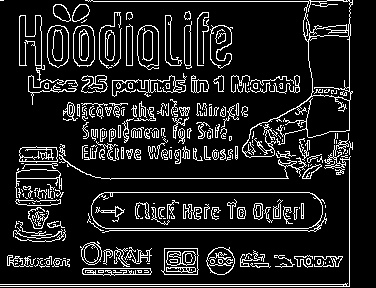 HoodiaLife
Lose 25 pounds in 1 Month!
Discover the New Miracle
Supplement for Safe,
Effective Weight Loss!
Click Here To Order!
OPRAH 60 abc TODAY